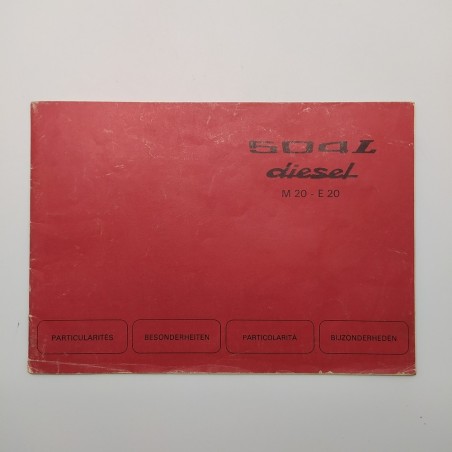 504L
diesel
M 20 - E 20
PARTICULARITÉS
BESONDERHEITEN
PARTICOLARITÀ
BIJZONDERHEDEN